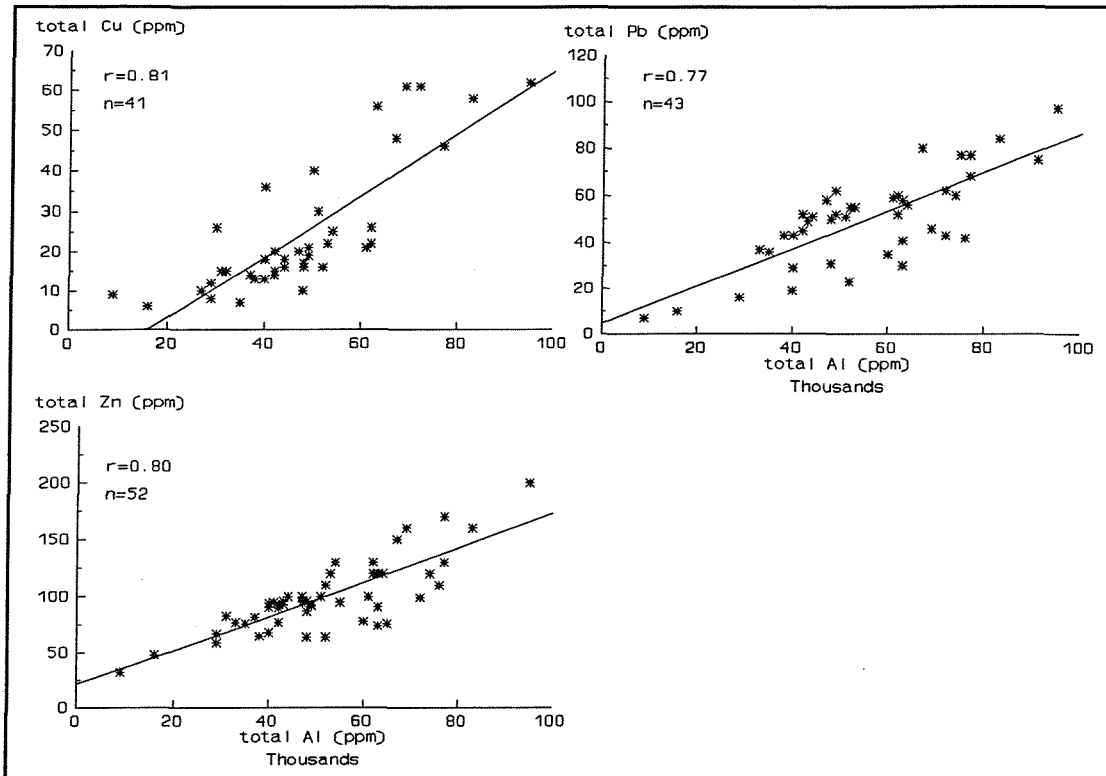 total Cu (ppm)
70
60
50
40
30
20
10
0
r=0.81
n=41
0 20 40 60 80 100
total Pb (ppm)
120
100
80
60
40
20
0
r=0.77
n=43
0 20 40 60 80 100
total Al (ppm)
Thousands
total Zn (ppm)
250
200
150
100
50
0
r=0.80
n=52
0 20 40 60 80 100
total Al (ppm)
Thousands